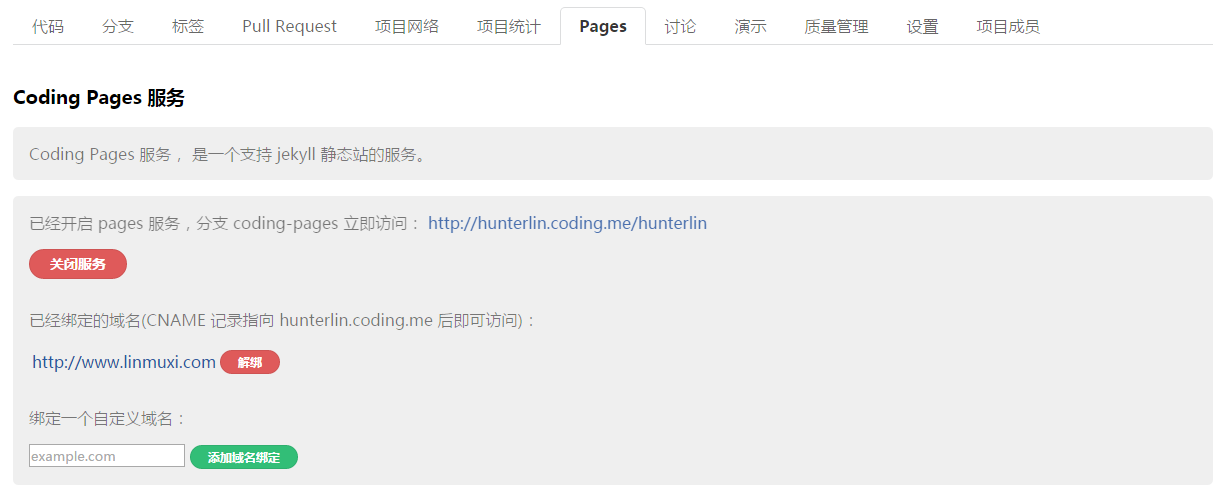 代码 分支 标签 Pull Request 项目网络 项目统计 Pages 讨论 演示 质量管理 设置 项目成员
Coding Pages 服务
Coding Pages 服务， 是一个支持 jekyll 静态站的服务。
已经开启 pages 服务，分支 coding-pages 立即访问： http://hunterlin.coding.me/hunterlin
关闭服务
已经绑定的域名(CNAME 记录指向 hunterlin.coding.me 后即可访问)：
http://www.linmuxi.com 解绑
绑定一个自定义域名：
example.com 添加域名绑定